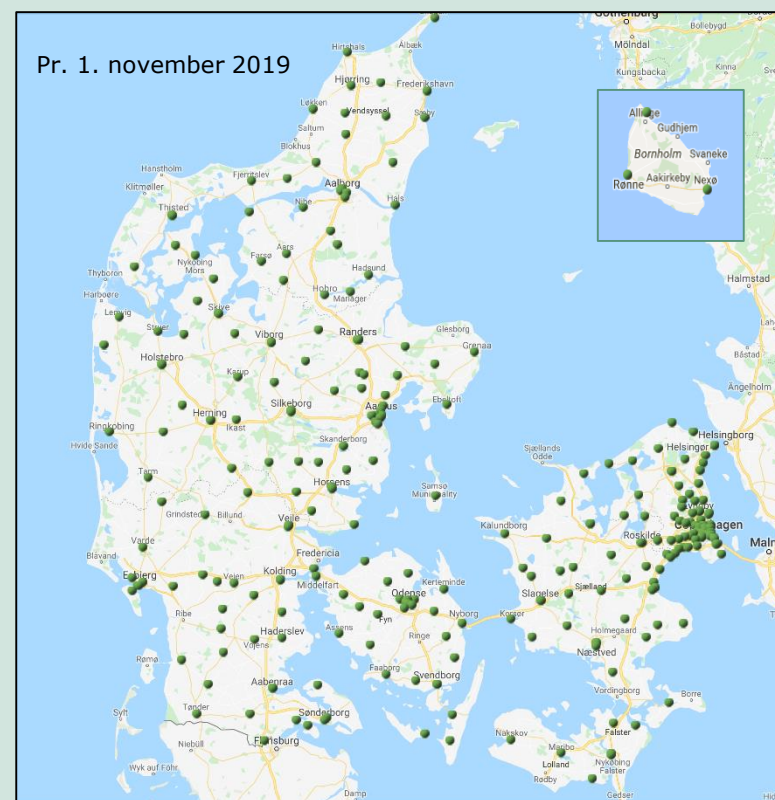 Pr. 1. november 2019
Gothenburg
Bollebygd
Mölndal
Kungsbacka
Kinna
Hirtshals
Ålbæk
Hjørring
Frederikshavn
Løkken
Vendsyssel
Sæby
Saltum
Blokhus
Hanstholm
Fjerritslev
Aalborg
Klitmøller
Thisted
Nibe
Hals
Allinge
Gudhjem
Bornholm
Svaneke
Rønne
Aakirkeby
Nexø
Halmstad
Thyborøn
Nykøbing
Mors
Farsø
Aars
Hadsund
Hobro
Mariager
Harboøre
Lemvig
Struer
Skive
Viborg
Randers
Glesborg
Grenaa
Båstad
Ängelholm
Holstebro
Karup
Ebeltoft
Silkeborg
Aarhus
Herning
Ikast
Ringkøbing
Hvide Sande
Skanderborg
Sjællands
Odde
Helsingør
Helsingborg
Tarm
Horsens
Samsø
Municipality
Grindsted
Billund
Vejle
Kalundborg
Roskilde
Copenhagen
Malm
Blavand
Varde
Fredericia
Esbjerg
Vejen
Kolding
Middelfart
Odense
Kerteminde
Slagelse
Sjælland
Ribe
Fyn
Nyborg
Korsør
Haderslev
Vojens
Assens
Ringe
Holmegaard
Næstved
Rømø
Faaborg
Svendborg
Aabenraa
Vordingborg
Borre
Sylt
Tønder
Sønderborg
Nakskov
Falster
Niebüll
Flensburg
Maribo
Lolland
Nykøbing
Falster
Rødby
Wyk auf Föhr
Damp
Gedser